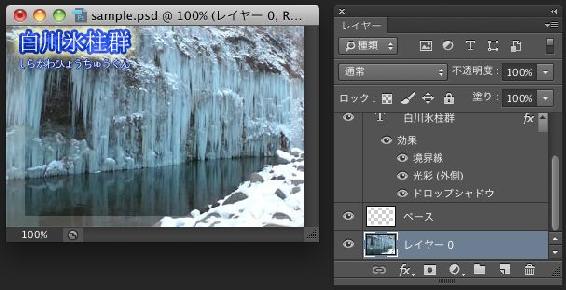 sample.psd @ 100% (レイヤー 0, R...
白川氷柱群
しらかわひょうちゅうぐん
100%
レイヤー
種類
通常
不透明度: 100%
ロック:
塗り: 100%
T 白川氷柱群 fx
効果
境界線
光彩 (外側)
ドロップシャドウ
ベース
レイヤー 0
fx